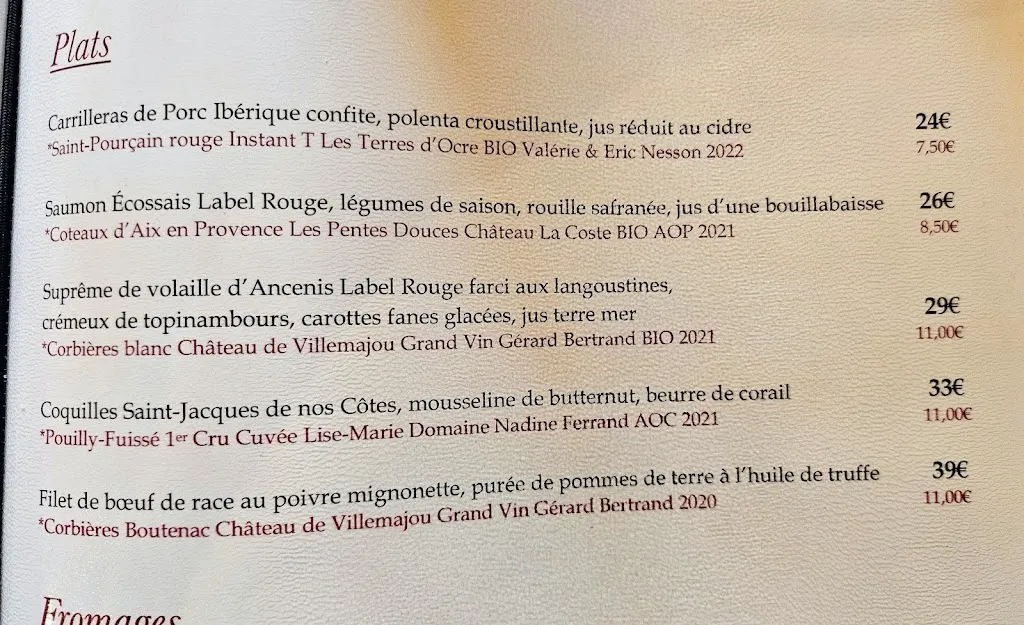 Plats
Carrilleras de Porc Ibérique confite, polenta croustillante, jus réduit au cidre 24€
*Saint-Pourçain rouge Instant T Les Terres d'Ocre BIO Valérie & Eric Nesson 2022 7,50€
Saumon Écossais Label Rouge, légumes de saison, rouille safranée, jus d'une bouillabaisse 26€
*Coteaux d'Aix en Provence Les Pentes Douces Château La Coste BIO AOP 2021 8,50€
Suprême de volaille d'Ancenis Label Rouge farci aux langoustines,
crémeux de topinambours, carottes fanes glacées, jus terre mer 29€
*Corbières blanc Château de Villemajou Grand Vin Gérard Bertrand BIO 2021 11,00€
Coquilles Saint-Jacques de nos Côtes, mousseline de butternut, beurre de corail 33€
*Pouilly-Fuissé 1er Cru Cuvée Lise-Marie Domaine Nadine Ferrand AOC 2021 11,00€
Filet de bœuf de race au poivre mignonette, purée de pommes de terre à l'huile de truffe 39€
*Corbières Boutenac Château de Villemajou Grand Vin Gérard Bertrand 2020 11,00€
Fromages